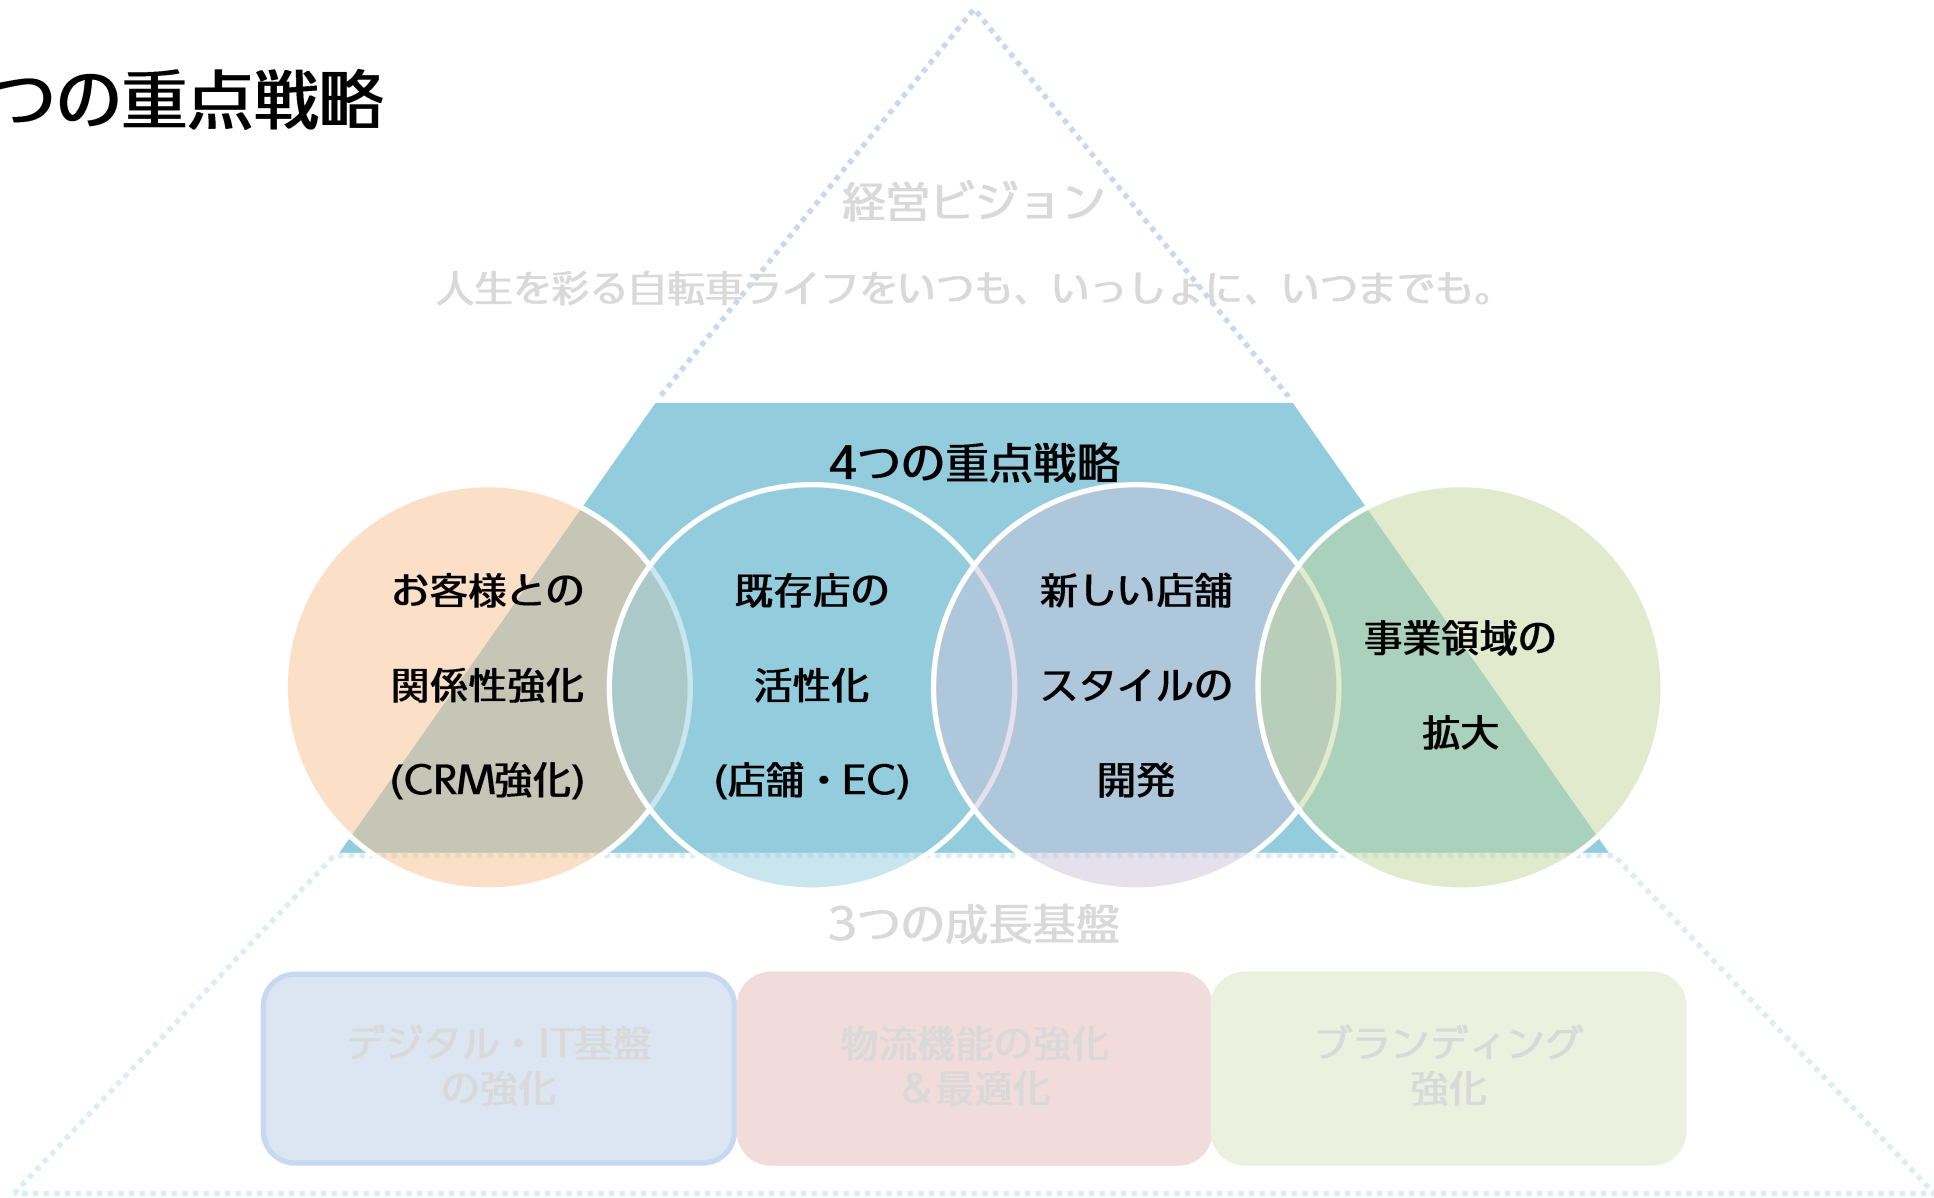 つの重点戦略
経営ビジョン
人生を彩る自転車ライフをいつも、いっしょに、いつまでも。
4つの重点戦略
お客様との
関係性強化
(CRM強化)
既存店の
活性化
(店舗・EC)
新しい店舗
スタイルの
開発
事業領域の
拡大
3つの成長基盤
デジタル・IT基盤
の強化
物流機能の強化
＆最適化
ブランディング
強化